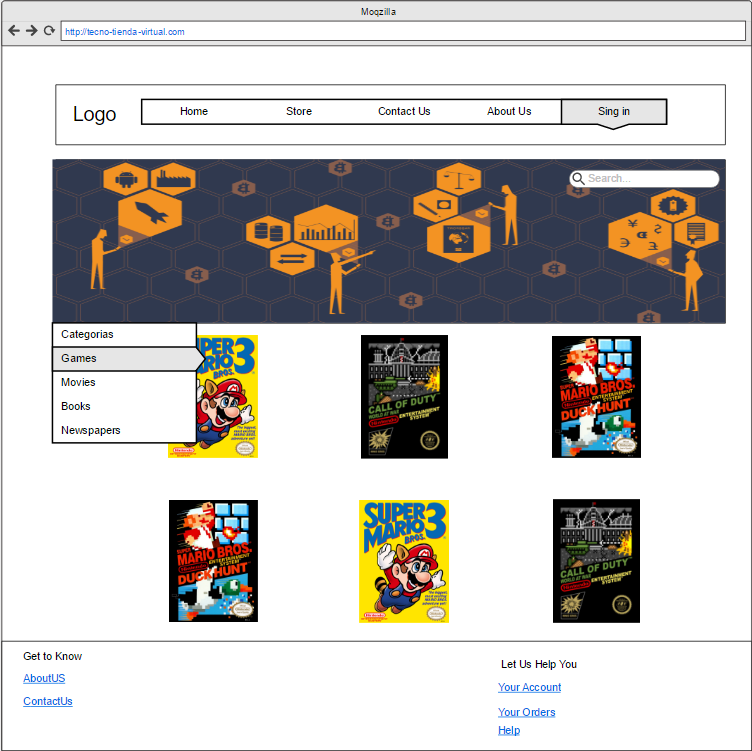 Moqzilla
http://tecno-tienda-virtual.com
Logo
Home
Store
Contact Us
About Us
Sing in
Search...
Categorias
Games
Movies
Books
Newspapers
SUPER
MARIO 3
BROS.
CALL OF DUTY
WORLD AT WAR
ENTERTAINMENT
SYSTEM
SUPER
MARIO BROS.
ENTERTAINMENT
SYSTEM
DUCK HUNT
SUPER
MARIO BROS.
ENTERTAINMENT
SYSTEM
DUCK HUNT
SUPER
MARIO 3
BROS.
Nintendo
CALL OF DUTY
WORLD AT WAR
ENTERTAINMENT
SYSTEM
Get to Know
AboutUS
ContactUs
Let Us Help You
Your Account
Your Orders
Help